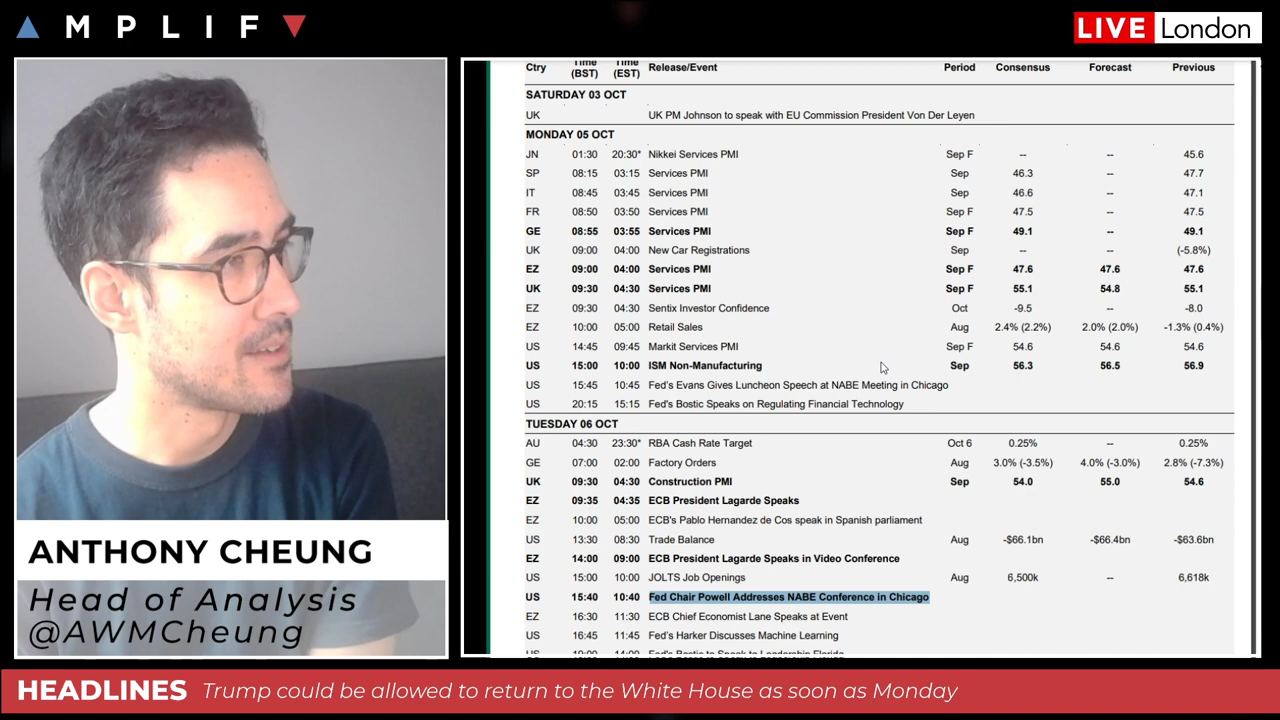 ▲ M P L I F ▼
LIVE London
Ctry Time (BST) Time (EST) Release/Event Period Consensus Forecast Previous
SATURDAY 03 OCT
UK UK PM Johnson to speak with EU Commission President Von Der Leyen
MONDAY 05 OCT
JN 01:30 20:30* Nikkei Services PMI Sep F -- -- 45.6
SP 08:15 03:15 Services PMI Sep 46.3 -- 47.7
IT 08:45 03:45 Services PMI Sep 46.6 -- 47.1
FR 08:50 03:50 Services PMI Sep F 47.5 -- 47.5
GE 08:55 03:55 Services PMI Sep F 49.1 -- 49.1
UK 09:00 04:00 New Car Registrations Sep -- -- (-5.8%)
EZ 09:00 04:00 Services PMI Sep F 47.6 47.6 47.6
UK 09:30 04:30 Services PMI Sep F 55.1 54.8 55.1
EZ 09:30 04:30 Sentix Investor Confidence Oct -9.5 -- -8.0
EZ 10:00 05:00 Retail Sales Aug 2.4% (2.2%) 2.0% (2.0%) -1.3% (0.4%)
US 14:45 09:45 Markit Services PMI Sep F 54.6 54.6 54.6
US 15:00 10:00 ISM Non-Manufacturing Sep 56.3 56.5 56.9
US 15:45 10:45 Fed's Evans Gives Luncheon Speech at NABE Meeting in Chicago
US 20:15 15:15 Fed's Bostic Speaks on Regulating Financial Technology
TUESDAY 06 OCT
AU 04:30 23:30* RBA Cash Rate Target Oct 6 0.25% -- 0.25%
GE 07:00 02:00 Factory Orders Aug 3.0% (-3.5%) 4.0% (-3.0%) 2.8% (-7.3%)
UK 09:30 04:30 Construction PMI Sep 54.0 55.0 54.6
EZ 09:35 04:35 ECB President Lagarde Speaks
EZ 10:00 05:00 ECB's Pablo Hernandez de Cos speak in Spanish parliament
US 13:30 08:30 Trade Balance Aug -$66.1bn -$66.4bn -$63.6bn
EZ 14:00 09:00 ECB President Lagarde Speaks in Video Conference
US 15:00 10:00 JOLTS Job Openings Aug 6,500k -- 6,618k
US 15:40 10:40 Fed Chair Powell Addresses NABE Conference in Chicago
EZ 16:30 11:30 ECB Chief Economist Lane Speaks at Event
US 16:45 11:45 Fed's Harker Discusses Machine Learning
ANTHONY CHEUNG
Head of Analysis
@AWMCheung
HEADLINES Trump could be allowed to return to the White House as soon as Monday